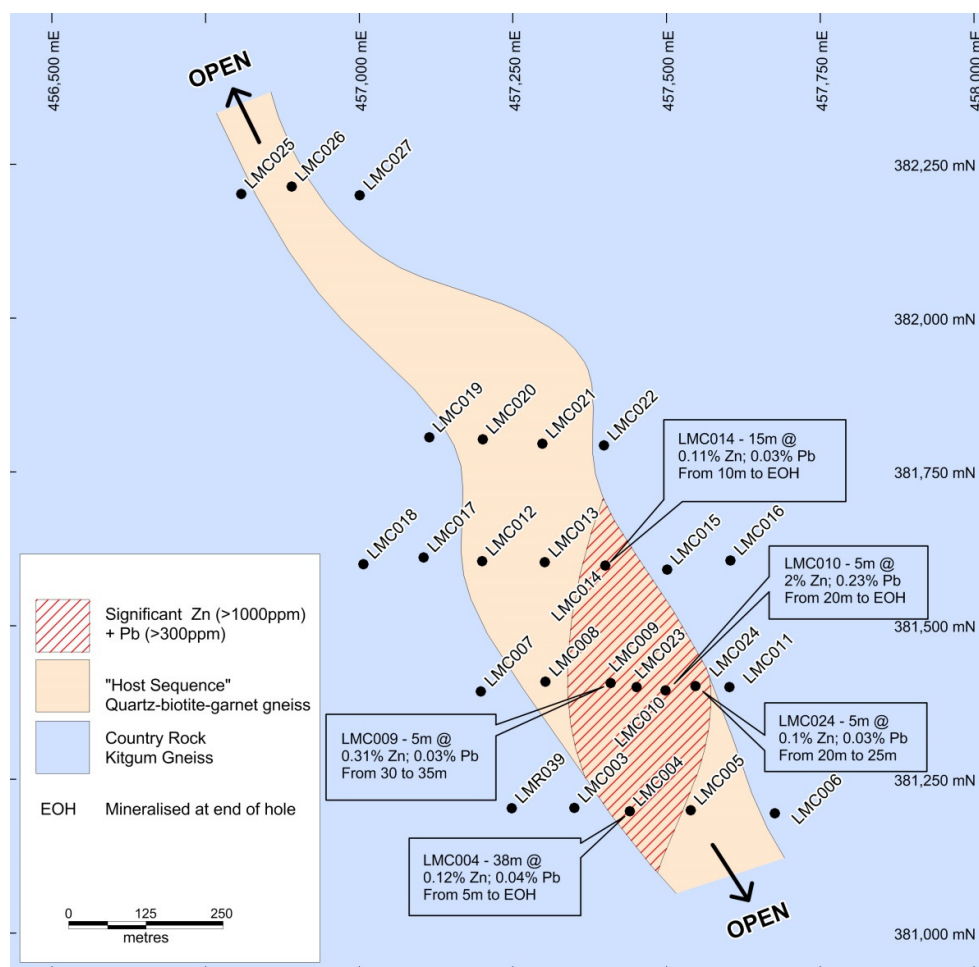 456,500 mE
457,000 mE
457,250 mE
457,500 mE
457,750 mE
458,000 mE
OPEN
LMC025
LMC026
LMC027
382,250 mN
382,000 mN
LMC019
LMC020
LMC021
LMC022
LMC014 - 15m @
0.11% Zn; 0.03% Pb
From 10m to EOH
381,750 mN
LMC018
LMC017
LMC012
LMC013
LMC014
LMC015
LMC016
LMC010 - 5m @
2% Zn; 0.23% Pb
From 20m to EOH
381,500 mN
LMC007
LMC008
LMC009
LMC023
LMC010
LMC024
LMC011
LMC009 - 5m @
0.31% Zn; 0.03% Pb
From 30 to 35m
LMC024 - 5m @
0.1% Zn; 0.03% Pb
From 20m to 25m
381,250 mN
LMR039
LMC003
LMC004
LMC005
LMC006
LMC004 - 38m @
0.12% Zn; 0.04% Pb
From 5m to EOH
OPEN
381,000 mN
Significant Zn (>1000ppm)
+ Pb (>300ppm)
"Host Sequence"
Quartz-biotite-garnet gneiss
Country Rock
Kitgum Gneiss
EOH Mineralised at end of hole
0 125 250
metres